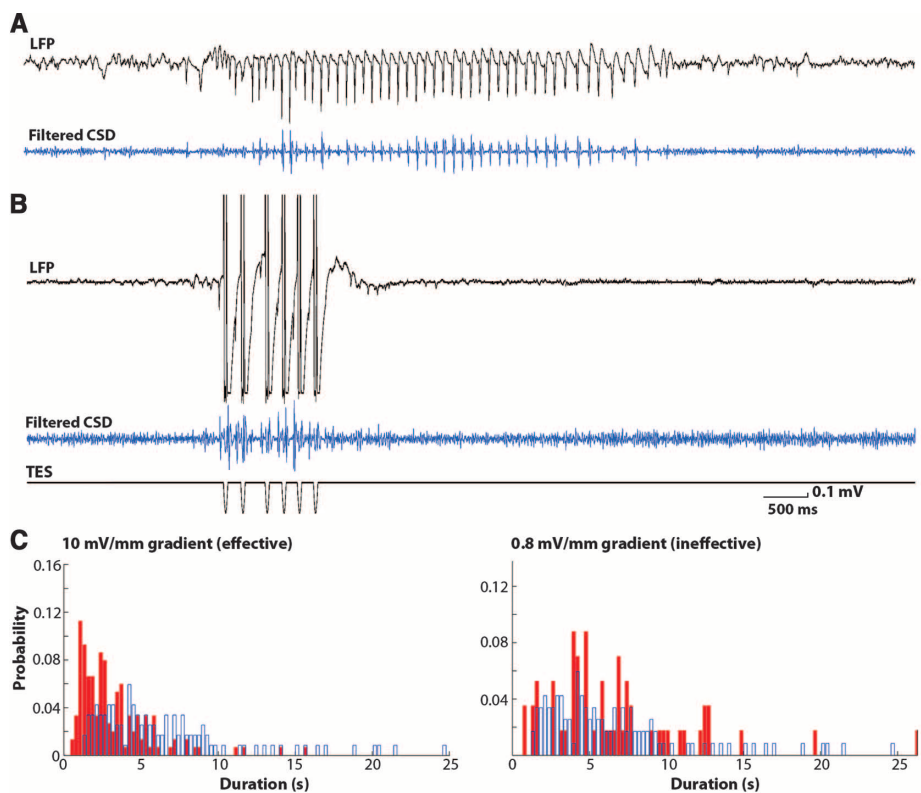 A
LFP
Filtered CSD
B
LFP
Filtered CSD
TES
0.1 mV
500 ms
C
10 mV/mm gradient (effective)
0.8 mV/mm gradient (ineffective)
0.16
0.12
0.08
0.04
0
Probability
0 5 10 15 20 25
Duration (s)
0.12
0.08
0.04
0 5 10 15 20 25
Duration (s)